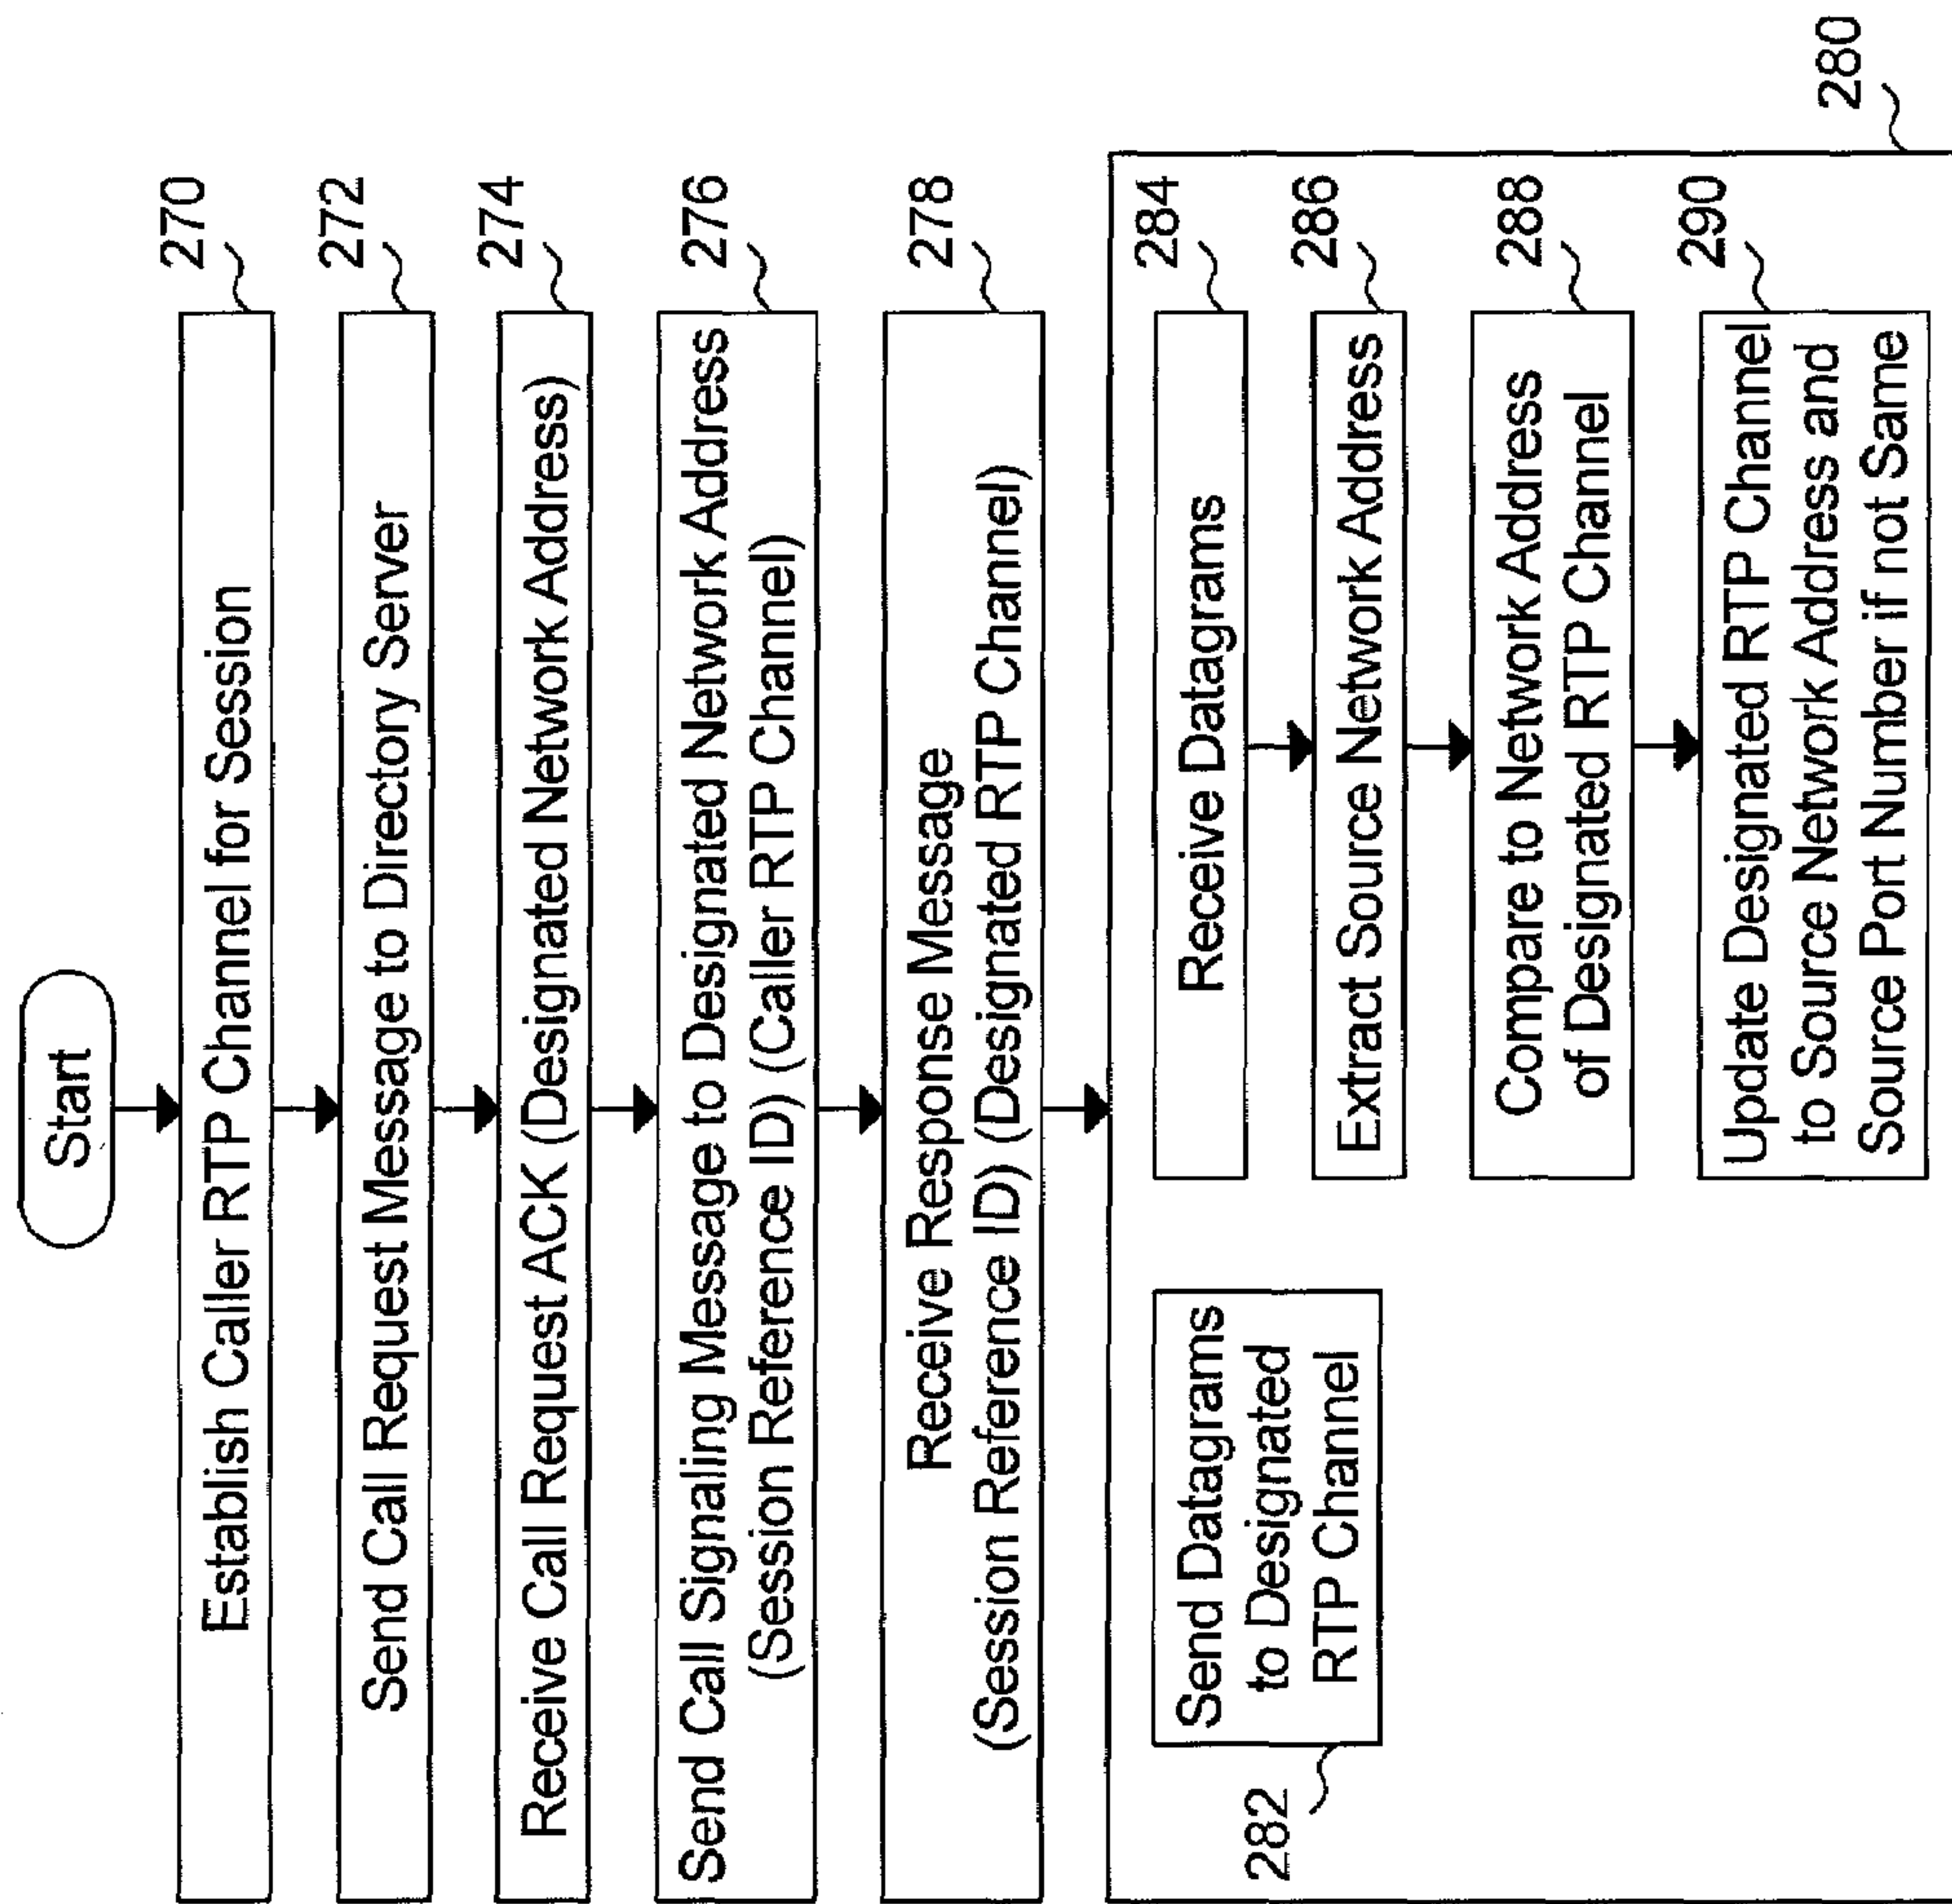 Start
Establish Caller RTP Channel for Session
270
Send Call Request Message to Directory Server
272
Receive Call Request ACK (Designated Network Address)
274
Send Call Signaling Message to Designated Network Address
(Session Reference ID) (Caller RTP Channel)
276
Receive Response Message
(Session Reference ID) (Designated RTP Channel)
278
280
Send Datagrams
to Designated
RTP Channel
282
Receive Datagrams
284
Extract Source Network Address
286
Compare to Network Address
of Designated RTP Channel
288
Update Designated RTP Channel
to Source Network Address and
Source Port Number if not Same
290